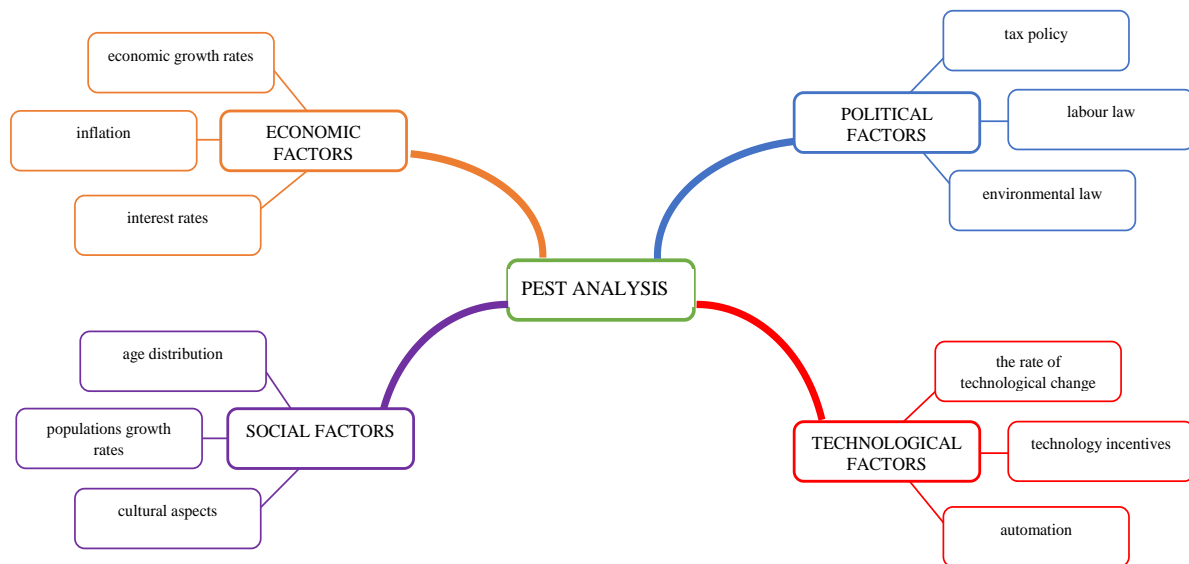 economic growth rates
inflation
ECONOMIC
FACTORS
interest rates
tax policy
POLITICAL
FACTORS
labour law
environmental law
PEST ANALYSIS
age distribution
populations growth
rates
SOCIAL FACTORS
cultural aspects
the rate of
technological change
TECHNOLOGICAL
FACTORS
technology incentives
automation